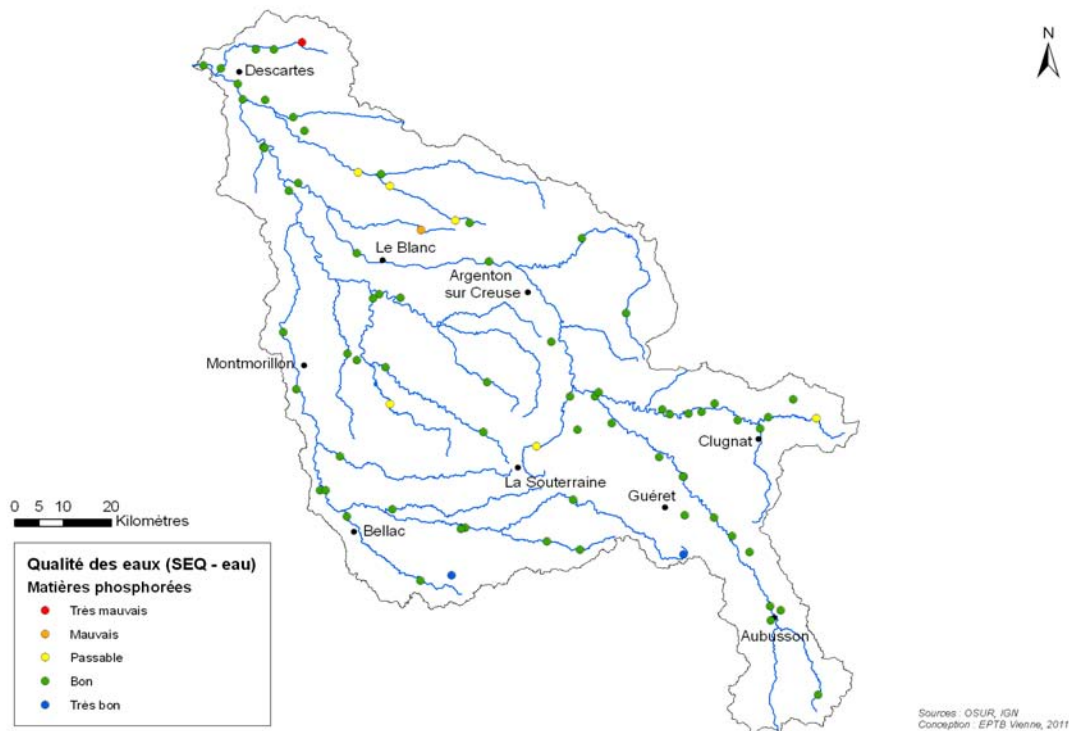 N
Descartes
Le Blanc
Argenton
sur Creuse
Montmorillon
Clugnat
La Souterraine
Guéret
0 5 10 20
Kilomètres
Bellac
Aubusson
Qualité des eaux (SEQ - eau)
Matières phosphorées
Très mauvais
Mauvais
Passable
Bon
Très bon
Sources : OSUR, IGN
Conception : EPTB Vienne, 2011